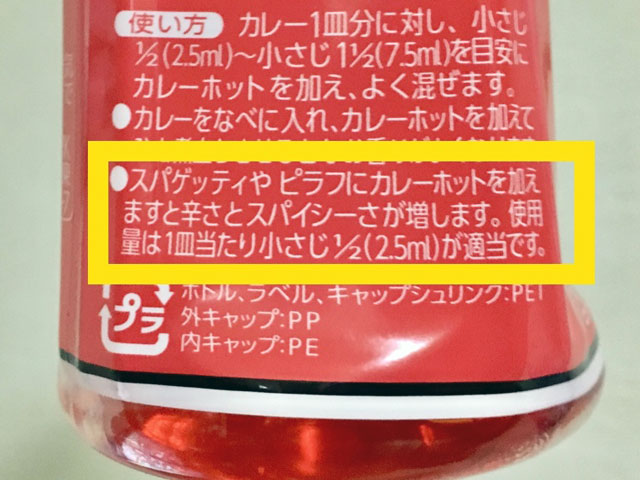 使い方 カレー1皿分に対し、小さじ
½(2.5ml)〜小さじ1½(7.5ml)を目安に
カレーホットを加え、よく混ぜます。
●カレーをなべに入れ、カレーホットを加えて
●スパゲッティやピラフにカレーホットを加え
ますと辛さとスパイシーさが増します。使用
量は1皿当たり小さじ½(2.5ml)が適当です。
プラ
ボトル、ラベル、キャップシュリンク:PET
外キャップ:PP
内キャップ:PE